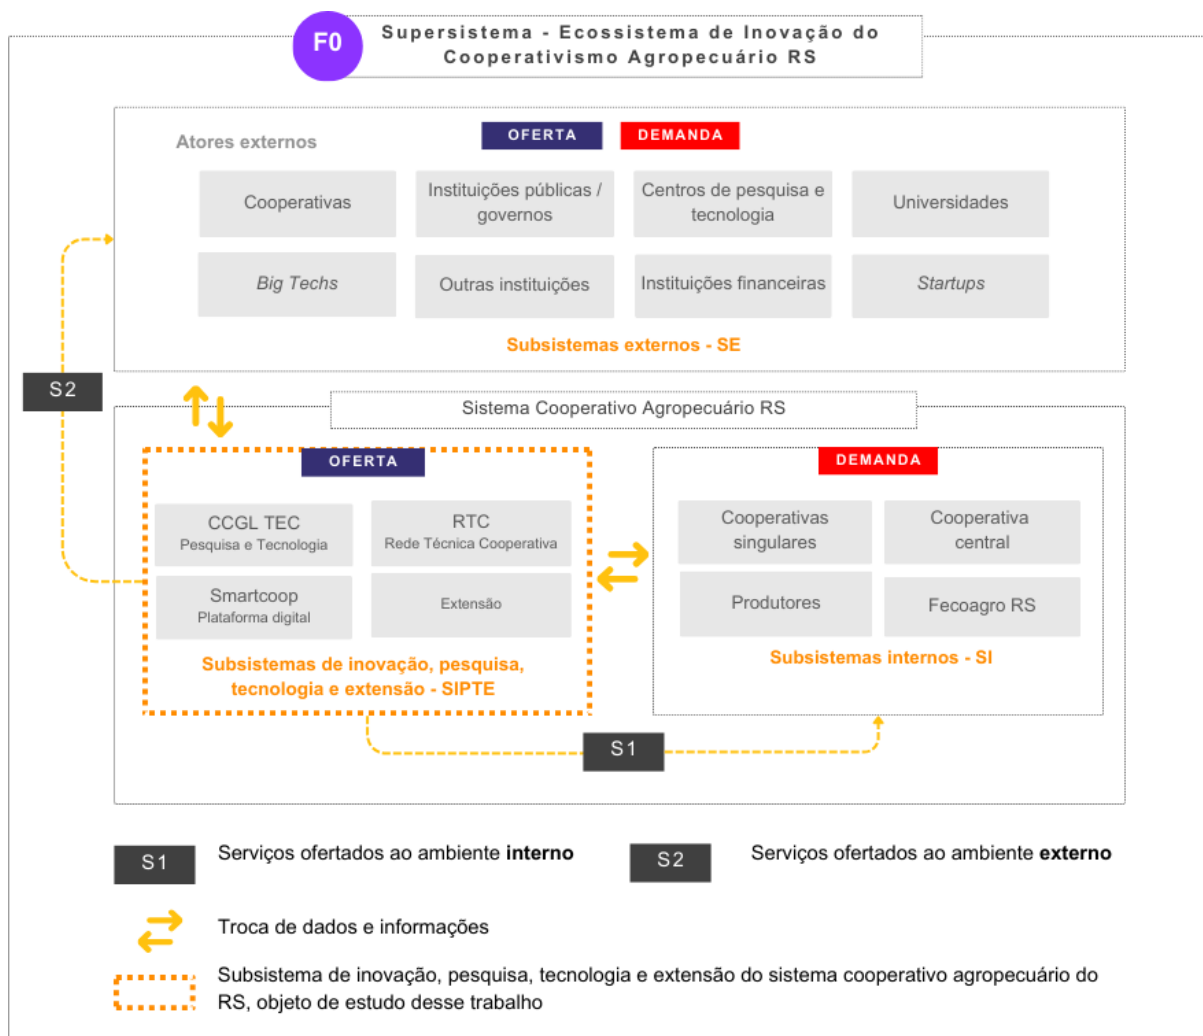 F0
Supersistema - Ecossistema de Inovação do
Cooperativismo Agropecuário RS
Atores externos
OFERTA
DEMANDA
Cooperativas
Instituições públicas /
governos
Centros de pesquisa e
tecnologia
Universidades
Big Techs
Outras instituições
Instituições financeiras
Startups
Subsistemas externos - SE
S2
Sistema Cooperativo Agropecuário RS
OFERTA
CCGL TEC
Pesquisa e Tecnologia
RTC
Rede Técnica Cooperativa
Smartcoop
Plataforma digital
Extensão
Subsistemas de inovação, pesquisa,
tecnologia e extensão - SIPTE
DEMANDA
Cooperativas
singulares
Cooperativa
central
Produtores
Fecoagro RS
Subsistemas internos - SI
S1
S1
Serviços ofertados ao ambiente interno
S2
Serviços ofertados ao ambiente externo
Troca de dados e informações
Subsistema de inovação, pesquisa, tecnologia e extensão do sistema cooperativo agropecuário do
RS, objeto de estudo desse trabalho